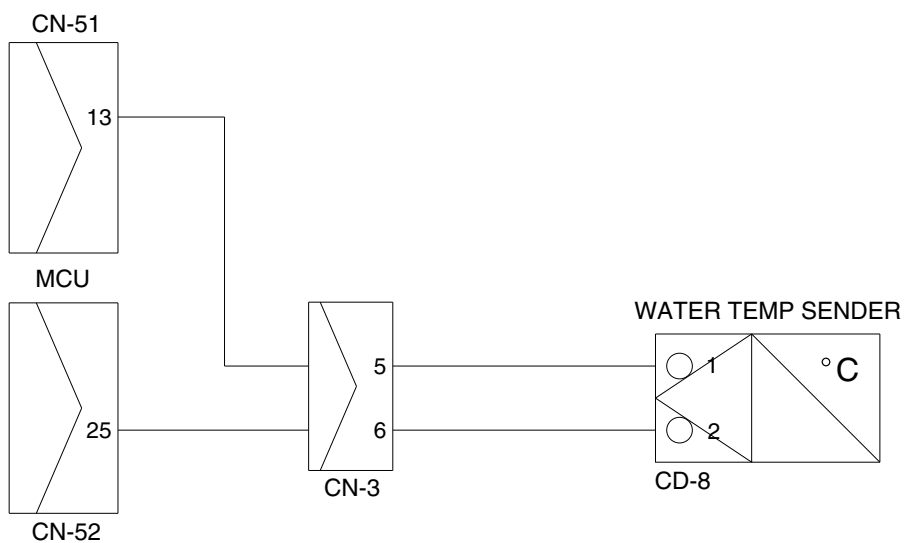 CN-51
13
MCU
25
CN-52
5
6
CN-3
WATER TEMP SENDER
1
2
°C
CD-8